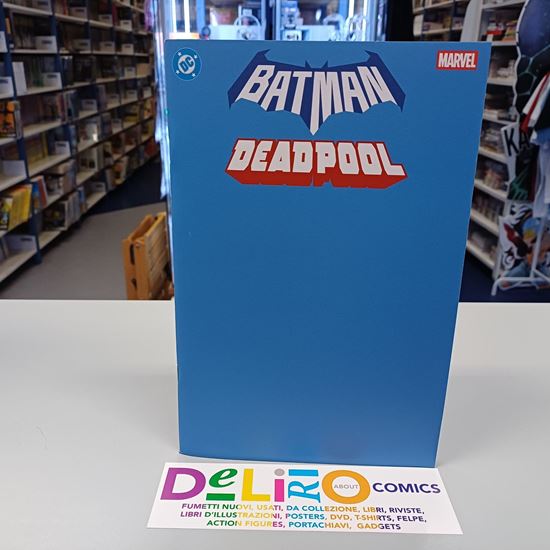 DC
MARVEL
BATMAN
DEADPOOL
DeLiRiO ABOUT COMICS
FUMETTI NUOVI, USATI, DA COLLEZIONE, LIBRI, RIVISTE,
LIBRI D'ILLUSTRAZIONI, POSTERS, DVD, T-SHIRTS, FELPE,
ACTION FIGURES, PORTACHIAVI, GADGETS